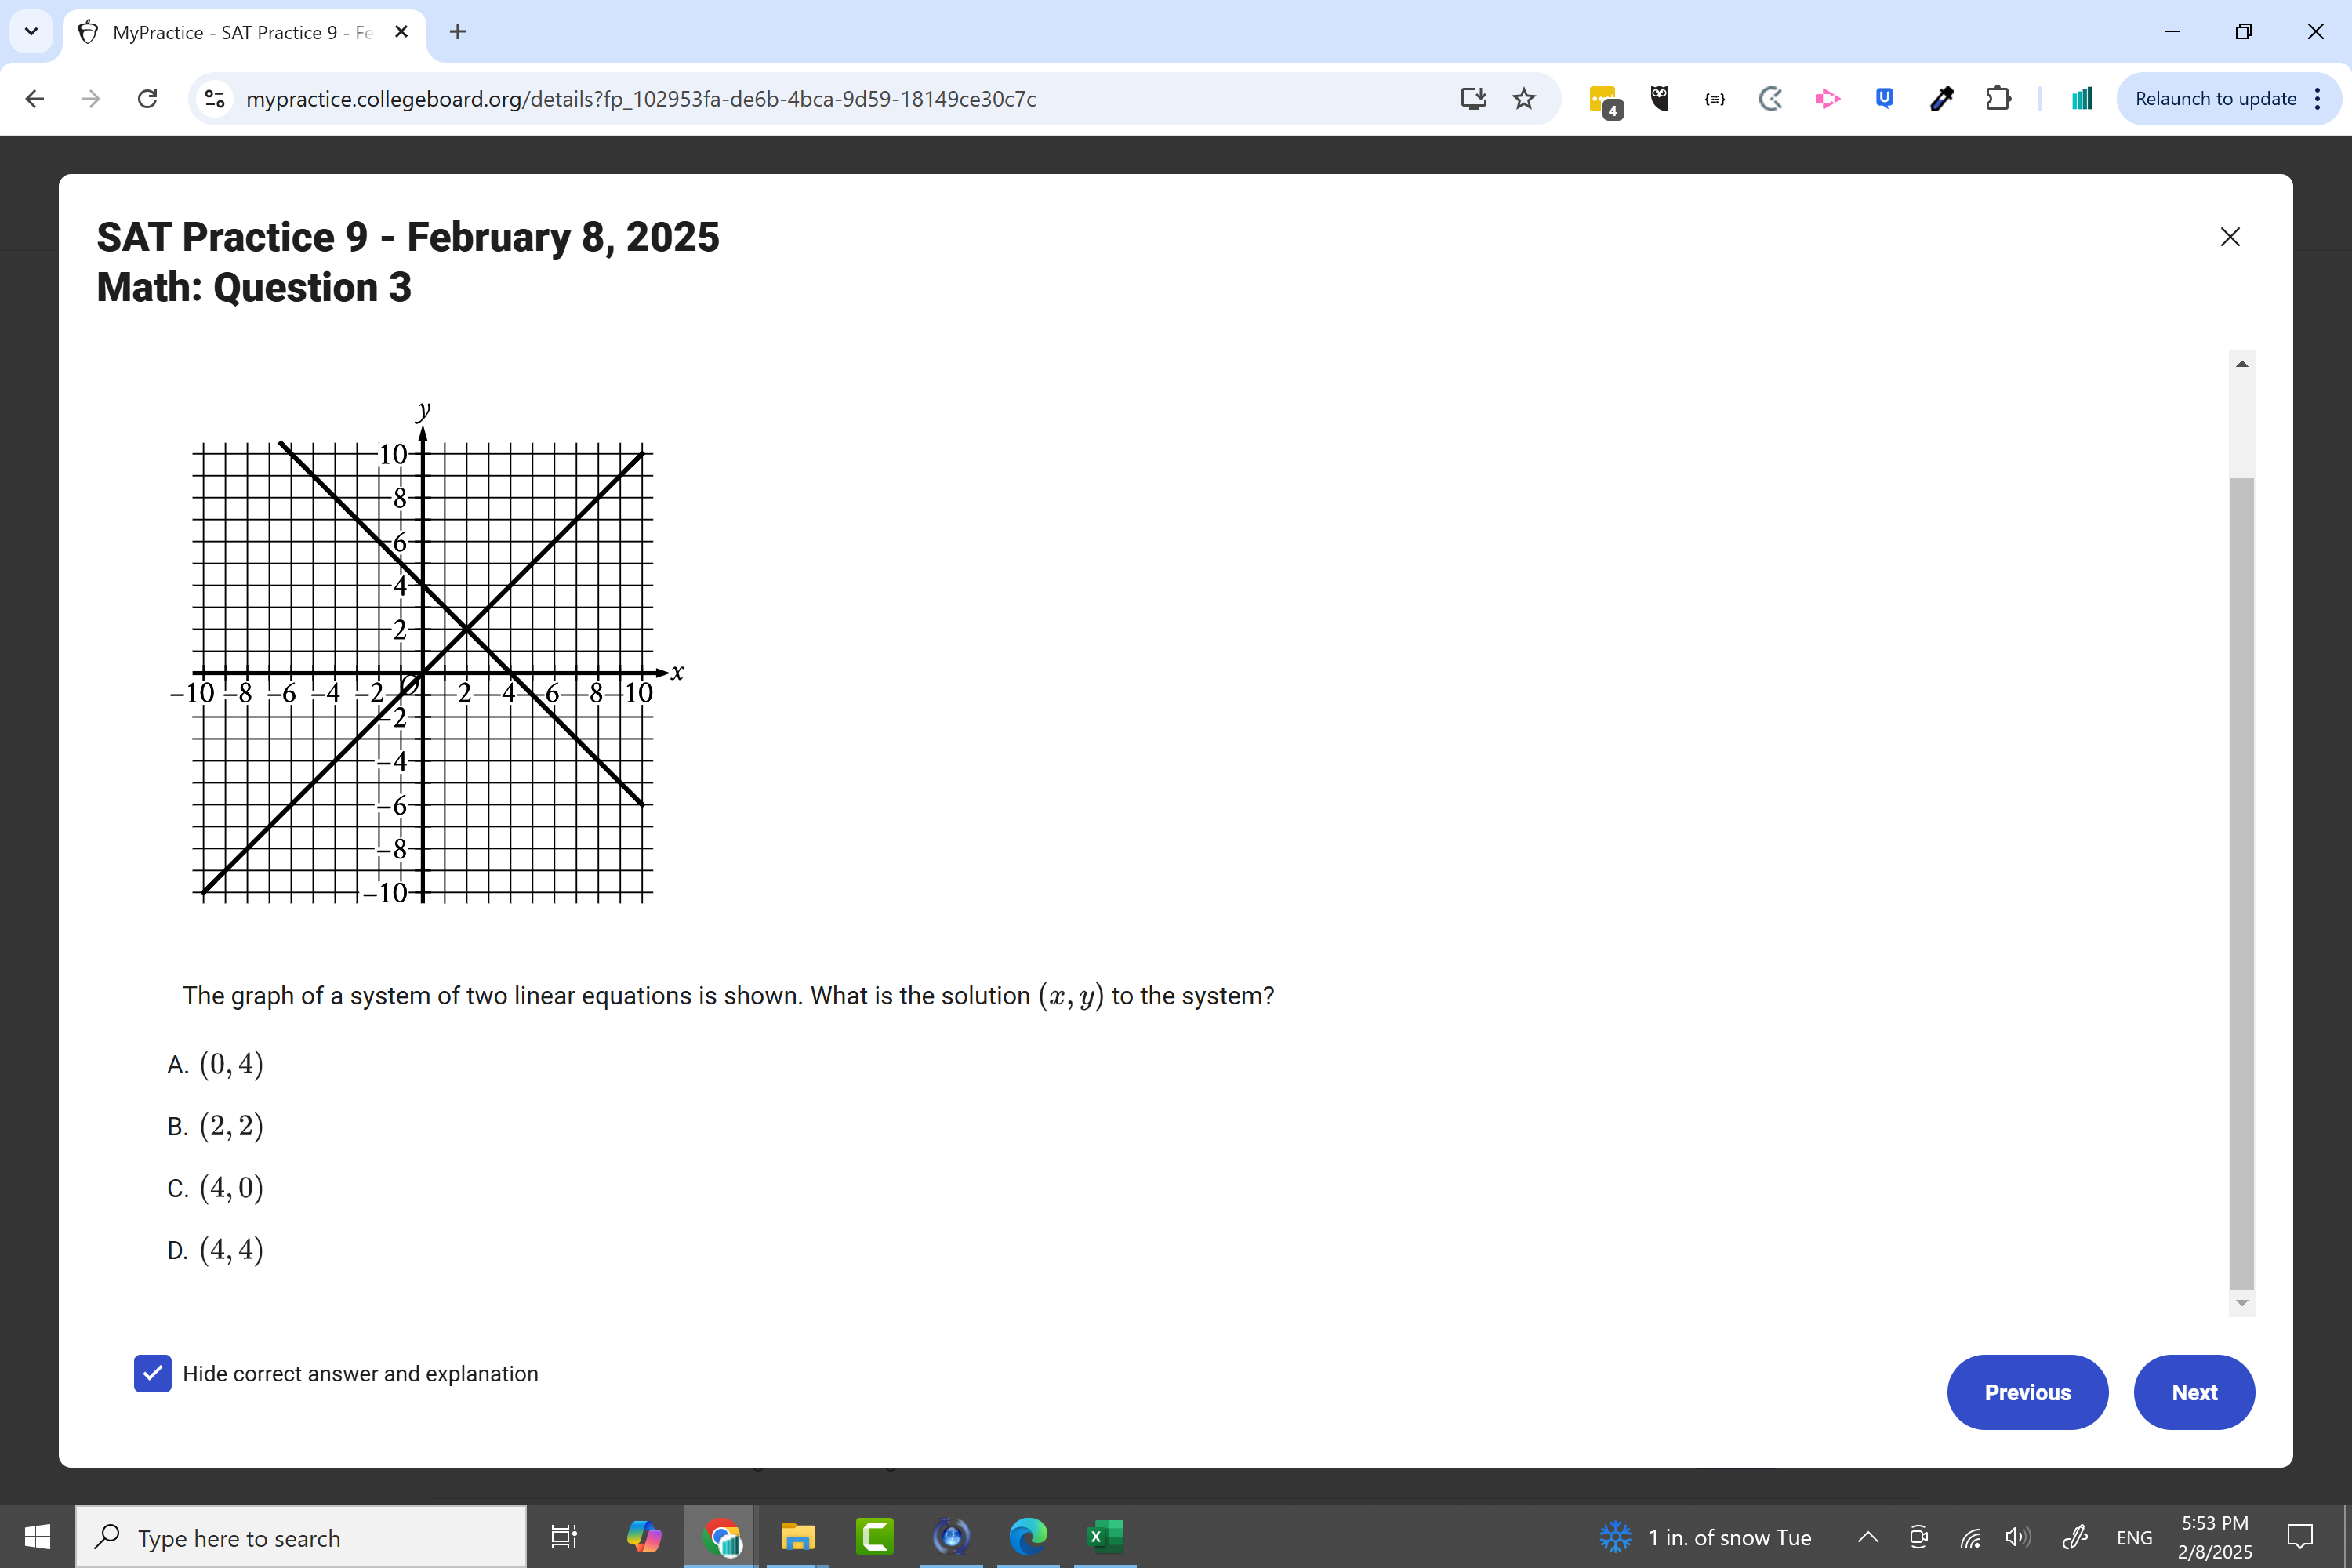 MyPractice - SAT Practice 9 - Fe
mypractice.collegeboard.org/details?fp_102953fa-de6b-4bca-9d59-18149ce30c7c
4
{≡}
U
Relaunch to update
SAT Practice 9 - February 8, 2025
Math: Question 3
y
10
8
6
4
2
x
−10 −8 −6 −4 −2 O 2 4 6 8 10
−2
−4
−6
−8
−10
The graph of a system of two linear equations is shown. What is the solution (x, y) to the system?
A. (0, 4)
B. (2, 2)
C. (4, 0)
D. (4, 4)
Hide correct answer and explanation
Previous
Next
Type here to search
C
X
1 in. of snow Tue
ENG
5:53 PM
2/8/2025